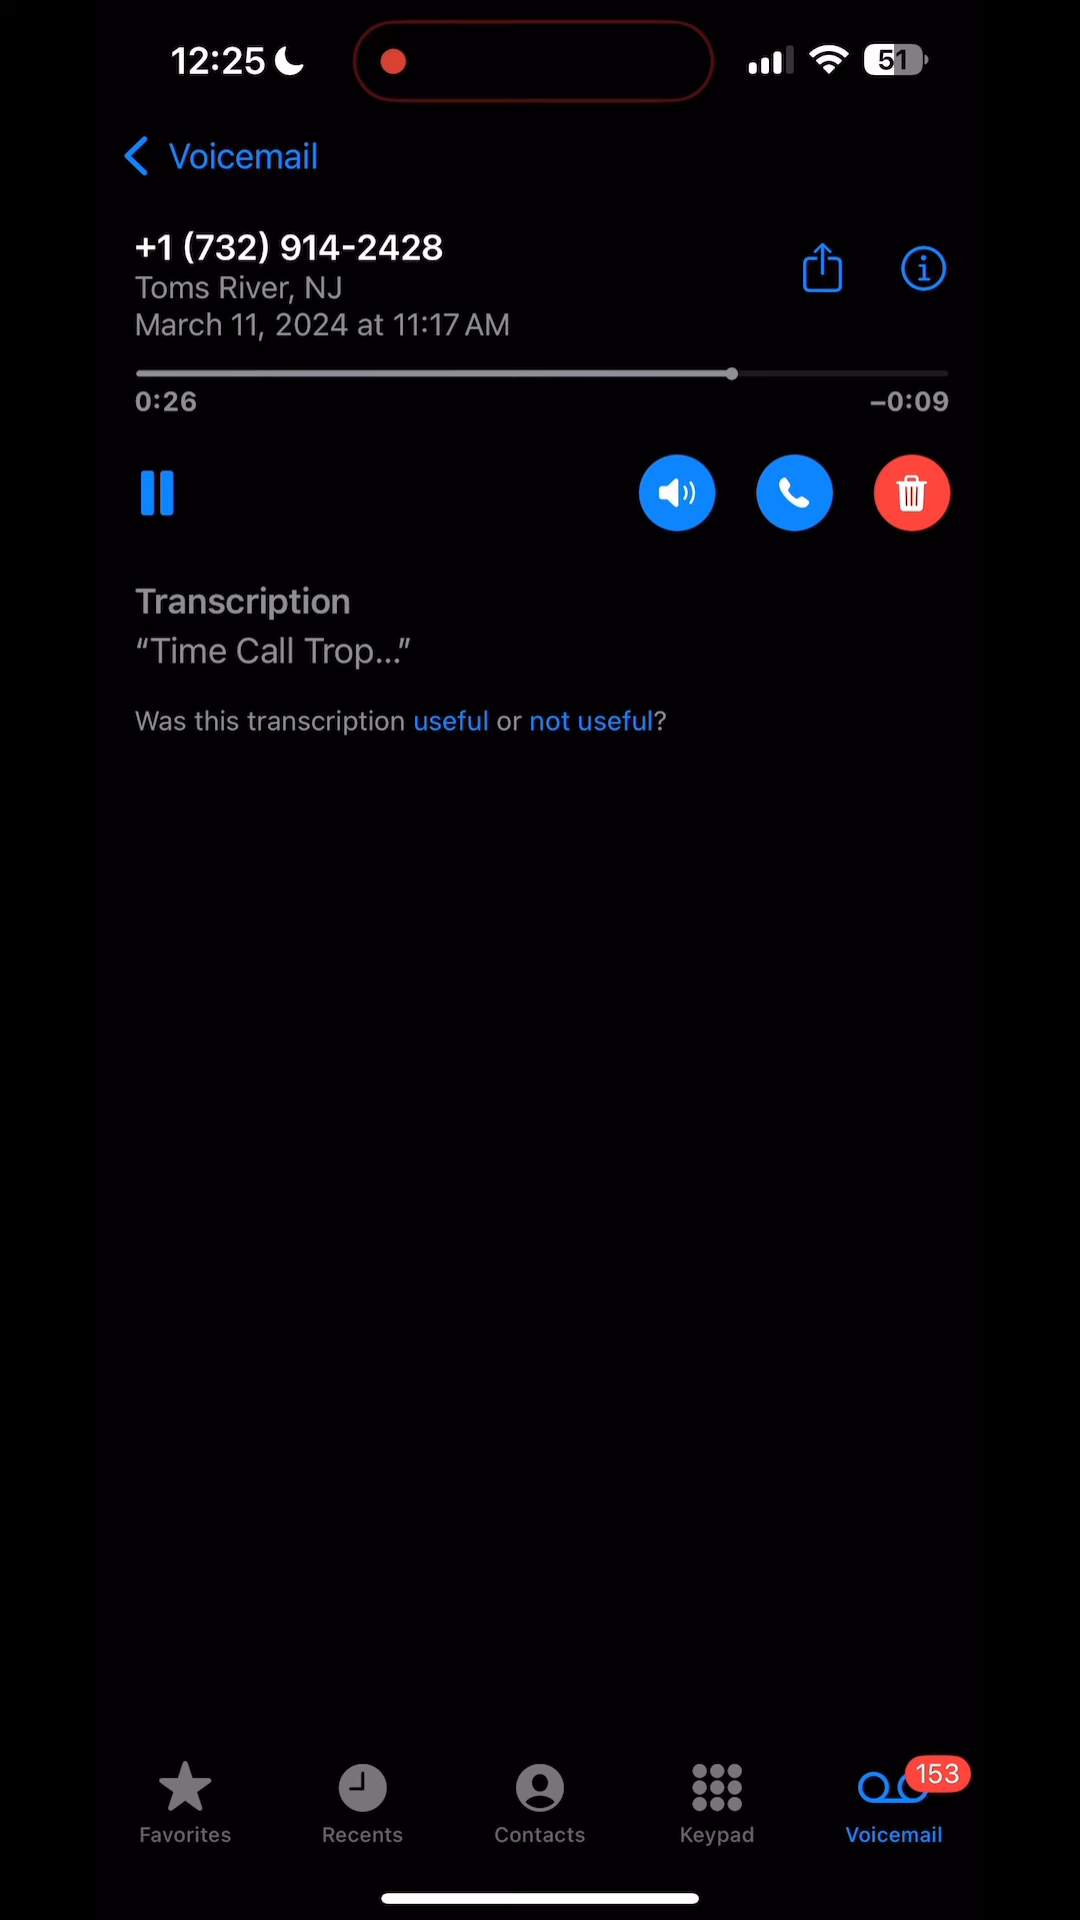 12:25
51
Voicemail
+1 (732) 914-2428
Toms River, NJ
March 11, 2024 at 11:17 AM
0:26
–0:09
Transcription
“Time Call Trop...”
Was this transcription useful or not useful?
153
Favorites
Recents
Contacts
Keypad
Voicemail